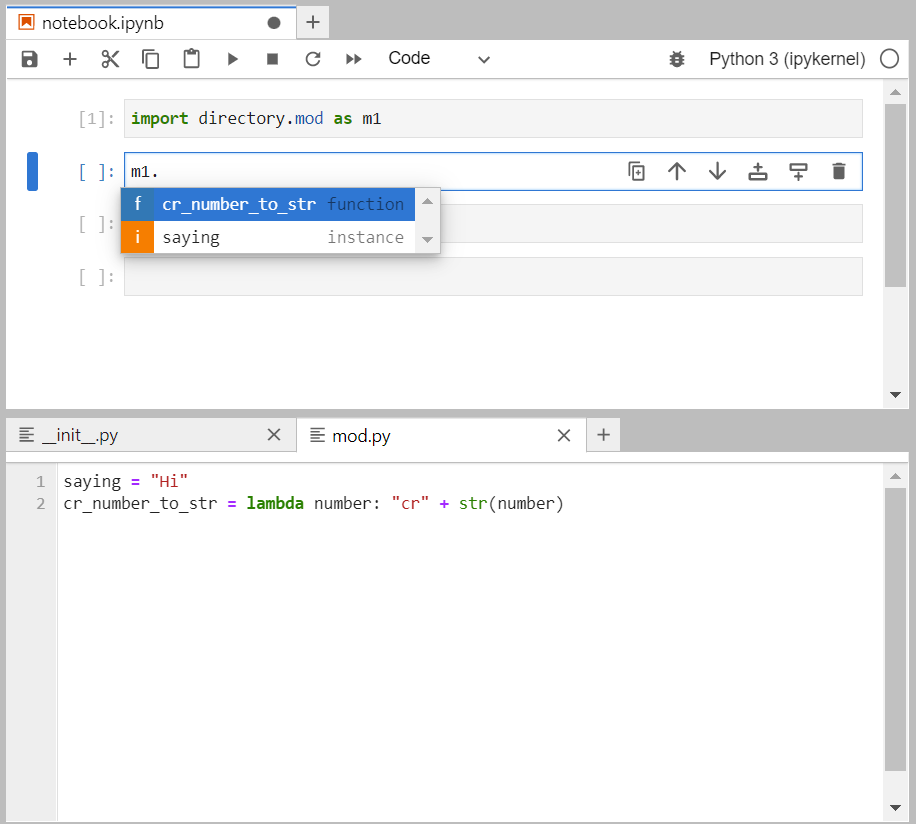 notebook.ipynb
Code
Python 3 (ipykernel)
[1]: import directory.mod as m1
[ ]: m1.
f cr_number_to_str function
[ ]:
i saying instance
[ ]:
__init__.py
mod.py
1 saying = "Hi"
2 cr_number_to_str = lambda number: "cr" + str(number)